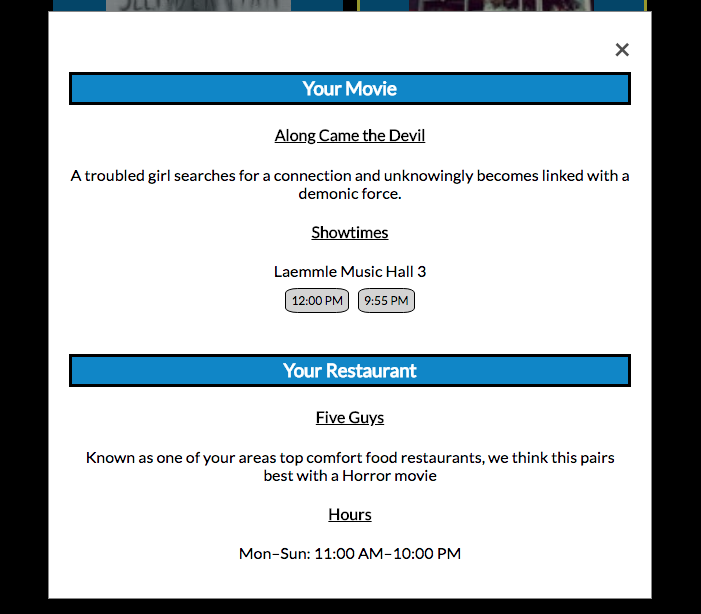 ×
Your Movie
Along Came the Devil
A troubled girl searches for a connection and unknowingly becomes linked with a
demonic force.
Showtimes
Laemmle Music Hall 3
12:00 PM 9:55 PM
Your Restaurant
Five Guys
Known as one of your areas top comfort food restaurants, we think this pairs
best with a Horror movie
Hours
Mon–Sun: 11:00 AM–10:00 PM